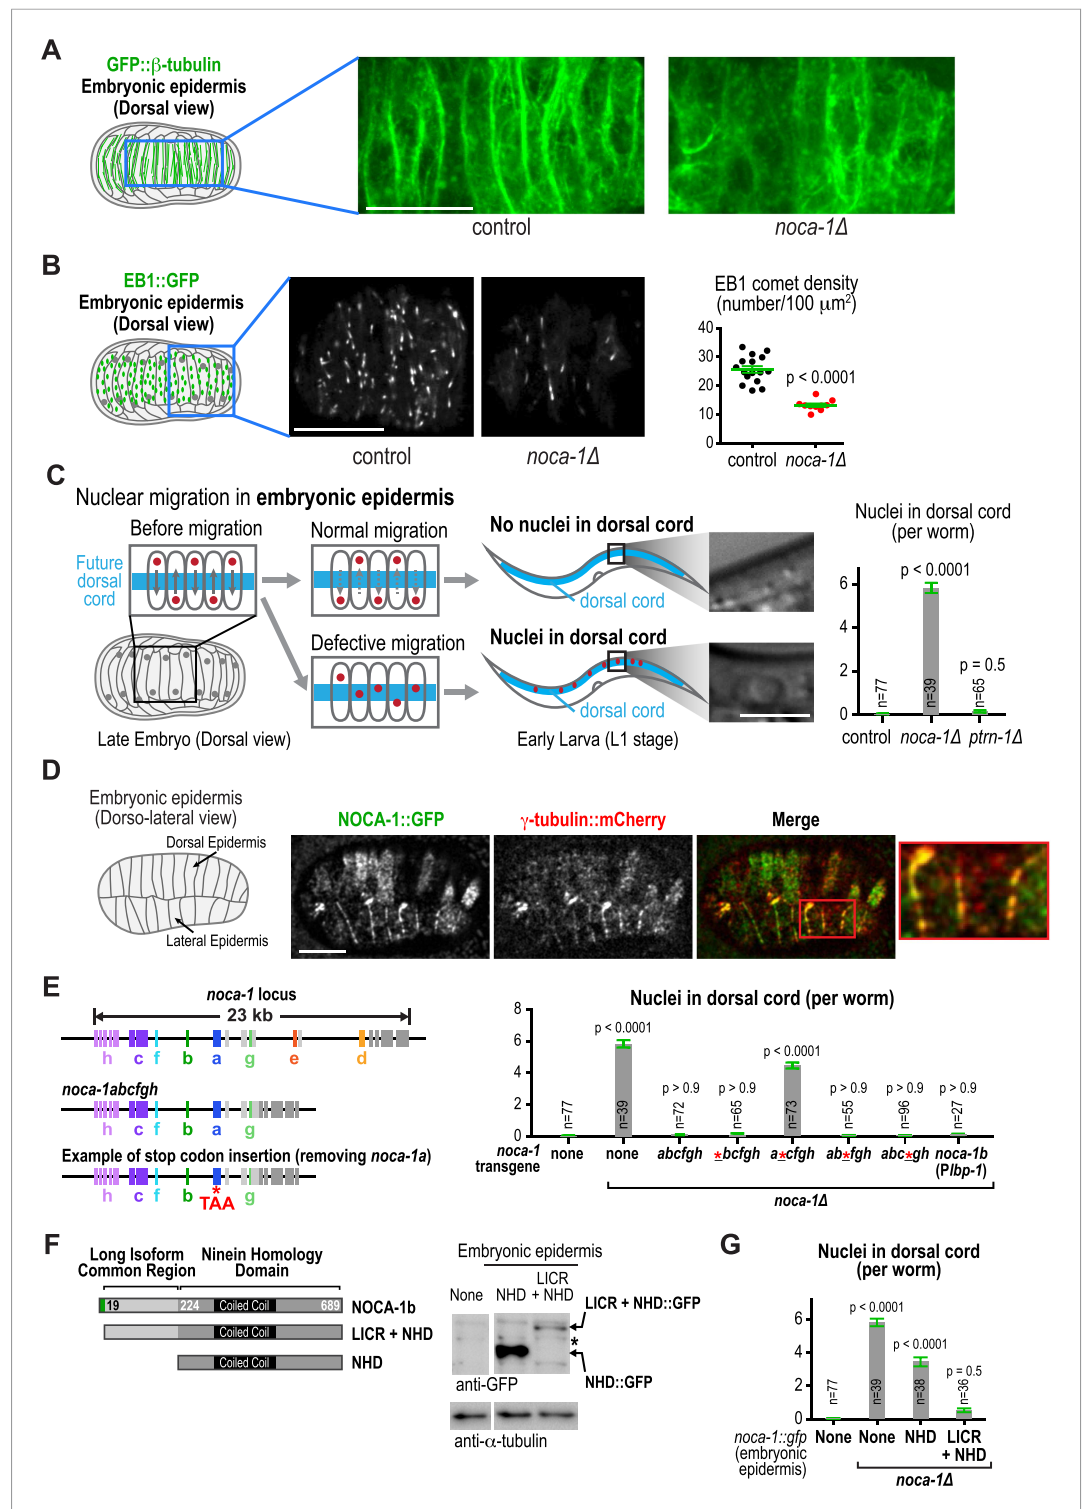 A
GFP::β-tubulin
Embryonic epidermis
(Dorsal view)
control
noca-1Δ
B
EB1::GFP
Embryonic epidermis
(Dorsal view)
control
noca-1Δ
EB1 comet density
(number/100 μm²)
40
30
20
10
0
p < 0.0001
control
noca-1Δ
C
Nuclear migration in embryonic epidermis
Before migration
Future
dorsal
cord
Late Embryo (Dorsal view)
Normal migration
Defective migration
No nuclei in dorsal cord
dorsal cord
Nuclei in dorsal cord
dorsal cord
Early Larva (L1 stage)
Nuclei in dorsal cord
(per worm)
6
4
2
0
p < 0.0001
p = 0.5
n=77
n=39
n=65
control
noca-1Δ
ptrn-1Δ
D
Embryonic epidermis
(Dorso-lateral view)
Dorsal Epidermis
Lateral Epidermis
NOCA-1::GFP
γ-tubulin::mCherry
Merge
E
noca-1 locus
23 kb
h c f b a g e d
noca-1abcfgh
h c f b a g
Example of stop codon insertion (removing noca-1a)
h c f b * g
TAA
Nuclei in dorsal cord (per worm)
8
6
4
2
0
p < 0.0001
p > 0.9
p > 0.9
p < 0.0001
p > 0.9
p > 0.9
p > 0.9
n=77
n=39
n=72
n=65
n=73
n=55
n=96
n=27
noca-1
transgene
none
none
abcfgh
*bcfgh
a*cfgh
ab*fgh
abc*gh
noca-1b
(Plbp-1)
noca-1Δ
F
Long Isoform
Common Region
Ninein Homology
Domain
19
224
Coiled Coil
689
NOCA-1b
Coiled Coil
LICR + NHD
Coiled Coil
NHD
Embryonic epidermis
None
NHD
LICR
+ NHD
LICR + NHD::GFP
*
NHD::GFP
anti-GFP
anti-α-tubulin
G
Nuclei in dorsal cord
(per worm)
6
4
2
0
p < 0.0001
p < 0.0001
p = 0.5
n=77
n=39
n=38
n=36
noca-1::gfp
(embryonic
epidermis)
None
None
NHD
LICR
+ NHD
noca-1Δ